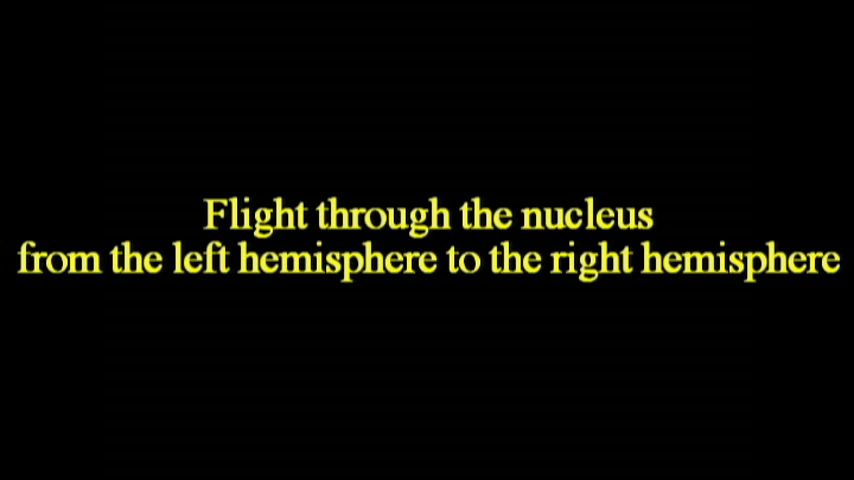 Flight through the nucleus
from the left hemisphere to the right hemisphere